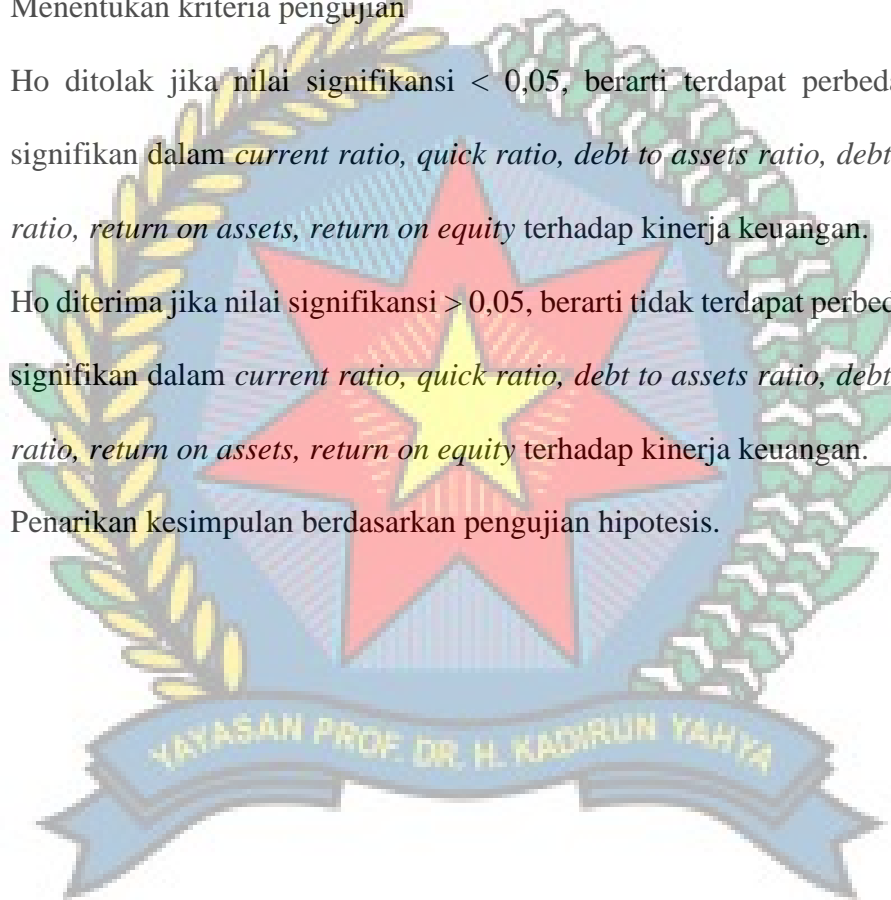 Menentukan kriteria pengujian
Ho ditolak jika nilai signifikansi < 0,05, berarti terdapat
signifikan dalam current ratio, quick ratio, debt to assets ratio, debt
ratio, return on assets, return on equity terhadap kinerja keuangan.
Ho diterima jika nilai signifikansi > 0,05, berarti tidak terdapat
signifikan dalam current ratio, quick ratio, debt to assets ratio, debt
ratio, return on assets, return on equity terhadap kinerja keuangan.
Penarikan kesimpulan berdasarkan pengujian hipotesis.
YAYASAN PROF. DR. H. KADIRUN YAHYA